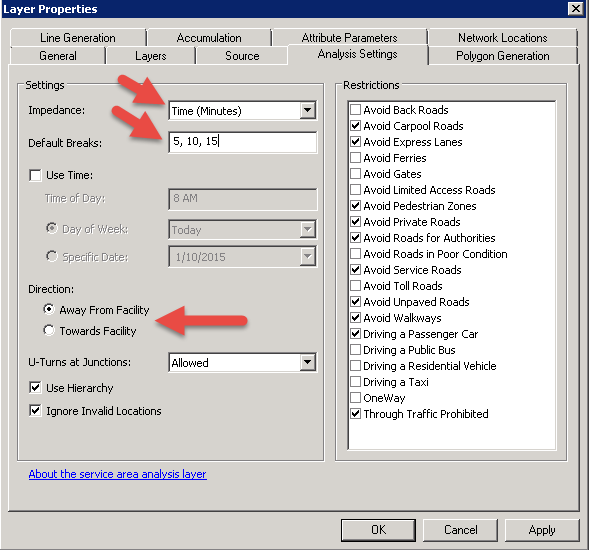 Layer Properties
Line Generation
Accumulation
Attribute Parameters
Network Locations
General
Layers
Source
Analysis Settings
Polygon Generation
Settings
Impedance:
Time (Minutes)
Default Breaks:
5, 10, 15
Use Time:
Time of Day:
8 AM
Day of Week:
Today
Specific Date:
1/10/2015
Direction:
Away From Facility
Towards Facility
U-Turns at Junctions:
Allowed
Use Hierarchy
Ignore Invalid Locations
About the service area analysis layer
Restrictions
Avoid Back Roads
Avoid Carpool Roads
Avoid Express Lanes
Avoid Ferries
Avoid Gates
Avoid Limited Access Roads
Avoid Pedestrian Zones
Avoid Private Roads
Avoid Roads for Authorities
Avoid Roads in Poor Condition
Avoid Service Roads
Avoid Toll Roads
Avoid Unpaved Roads
Avoid Walkways
Driving a Passenger Car
Driving a Public Bus
Driving a Residential Vehicle
Driving a Taxi
OneWay
Through Traffic Prohibited
OK
Cancel
Apply